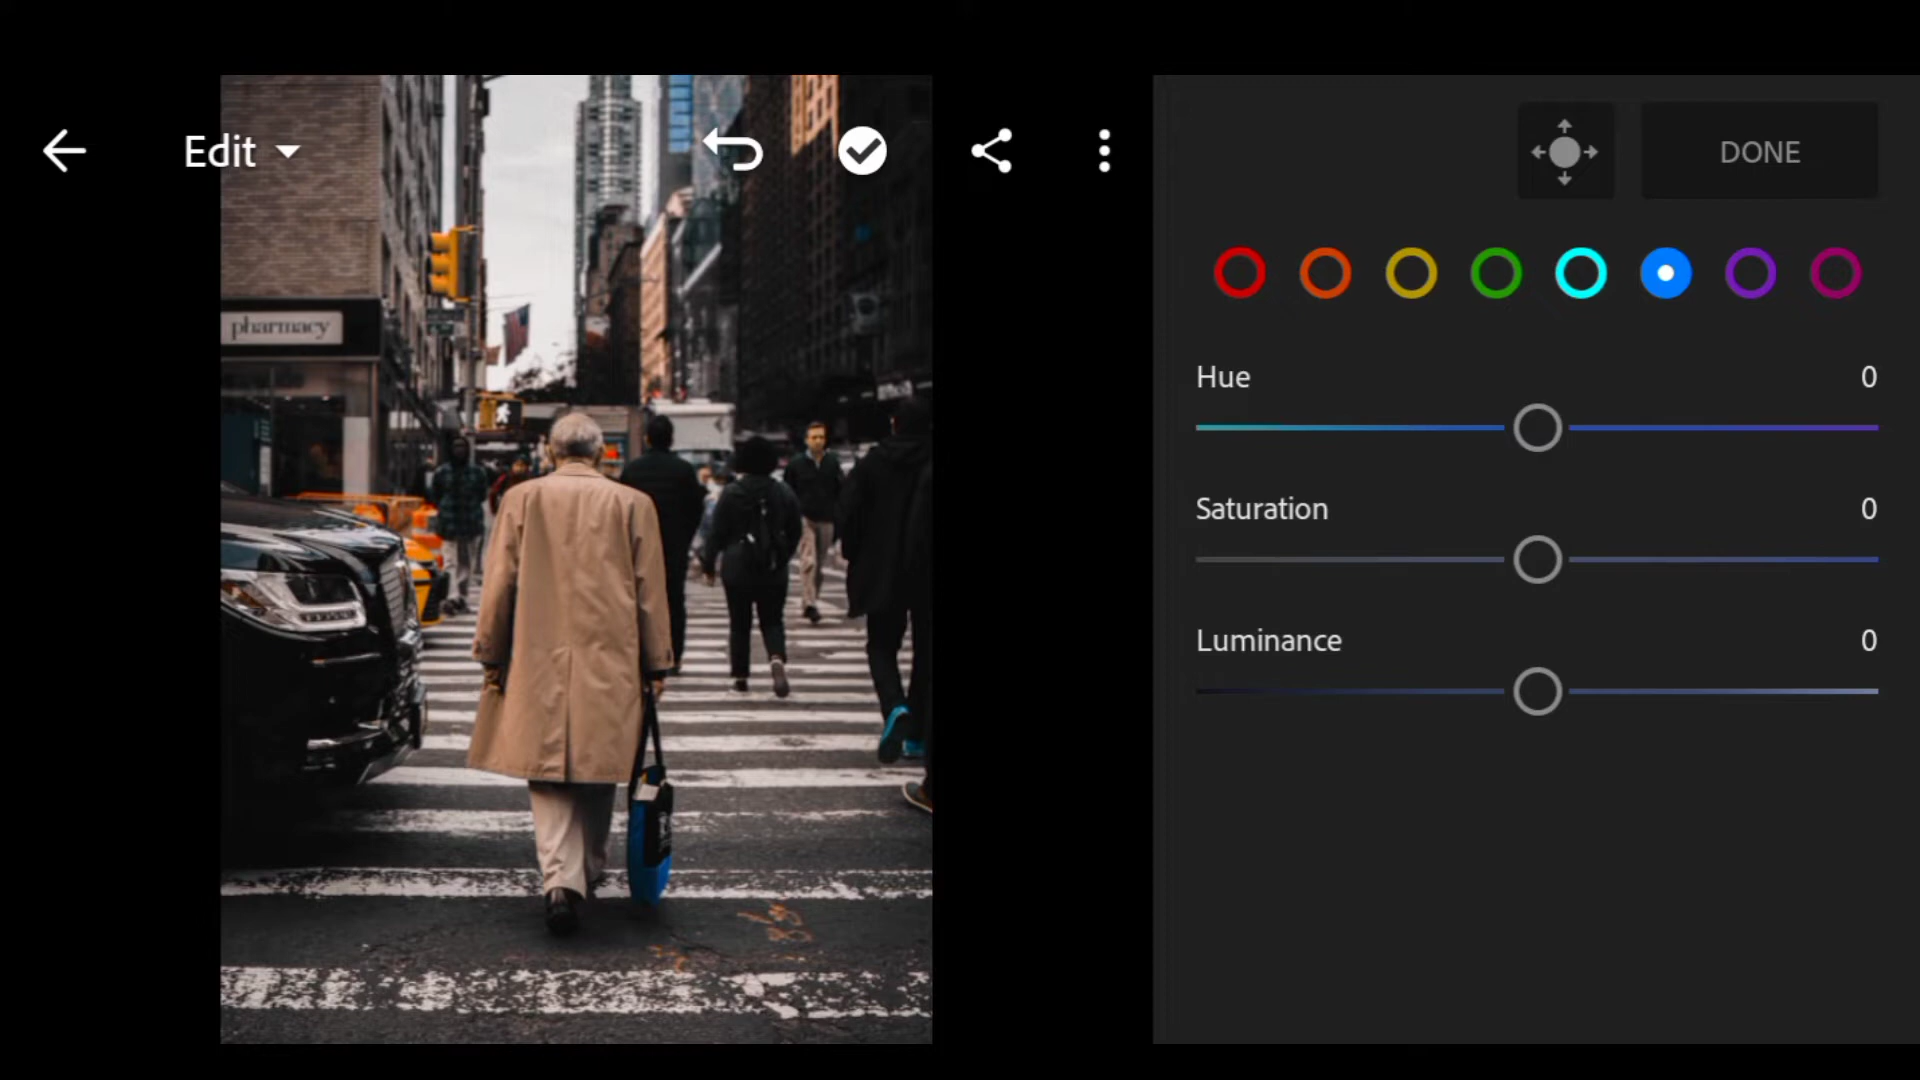 Edit
DONE
pharmacy
Hue 0
Saturation 0
Luminance 0